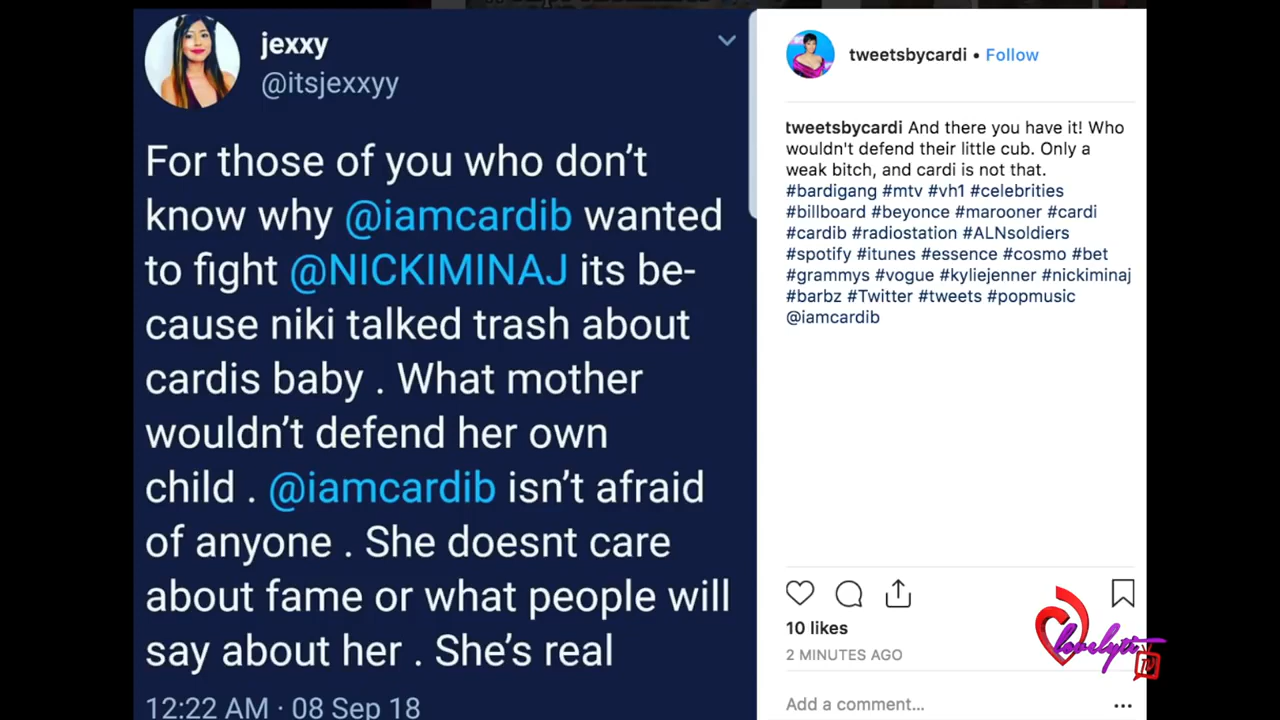 jexxy
@itsjexxyy
For those of you who don't
know why @iamcardib wanted
to fight @NICKIMINAJ its be-
cause niki talked trash about
cardis baby . What mother
wouldn't defend her own
child . @iamcardib isn't afraid
of anyone . She doesnt care
about fame or what people will
say about her . She's real
12:22 AM · 08 Sep 18
tweetsbycardi • Follow
tweetsbycardi And there you have it! Who
wouldn't defend their little cub. Only a
weak bitch, and cardi is not that.
#bardigang #mtv #vh1 #celebrities
#billboard #beyonce #marooner #cardi
#cardib #radiostation #ALNsoldiers
#spotify #itunes #essence #cosmo #bet
#grammys #vogue #kyliejenner #nickiminaj
#barbz #Twitter #tweets #popmusic
@iamcardib
10 likes
2 MINUTES AGO
Add a comment...
lovelyti
TV